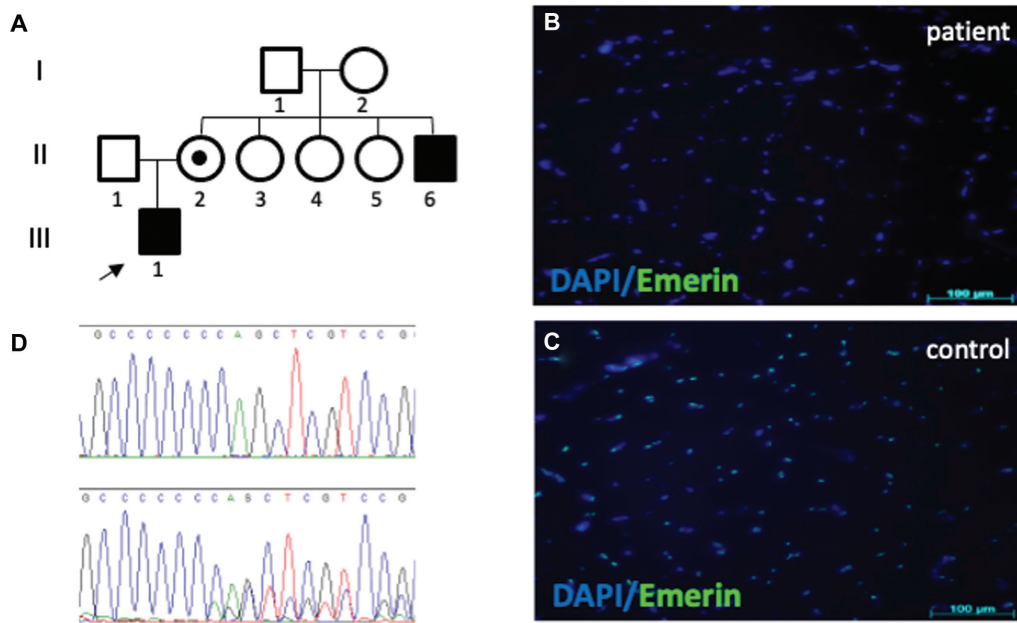 A
I
1 2
II
1 2 3 4 5 6
III
1
B
patient
DAPI/Emerin
100 µm
D
G C C C C C C C A G C T C G T C C G
G C C C C C C C A S C T C G T C C G
C
control
DAPI/Emerin
100 µm